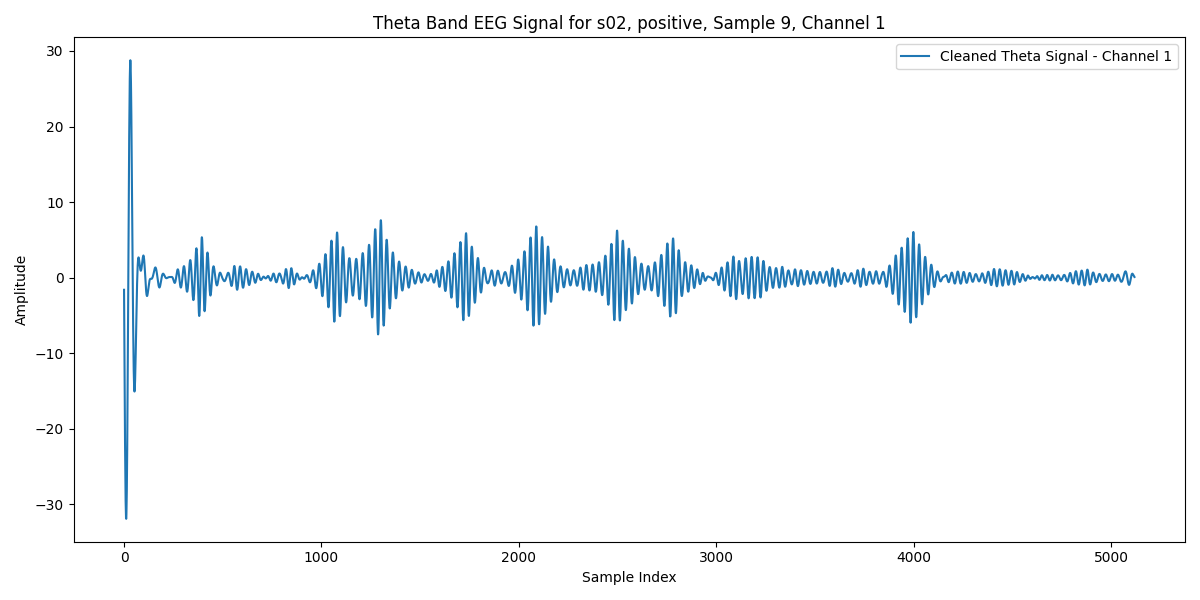 Theta Band EEG Signal for s02, positive, Sample 9, Channel 1
Cleaned Theta Signal - Channel 1
30
20
10
0
−10
−20
−30
Amplitude
0 1000 2000 3000 4000 5000
Sample Index